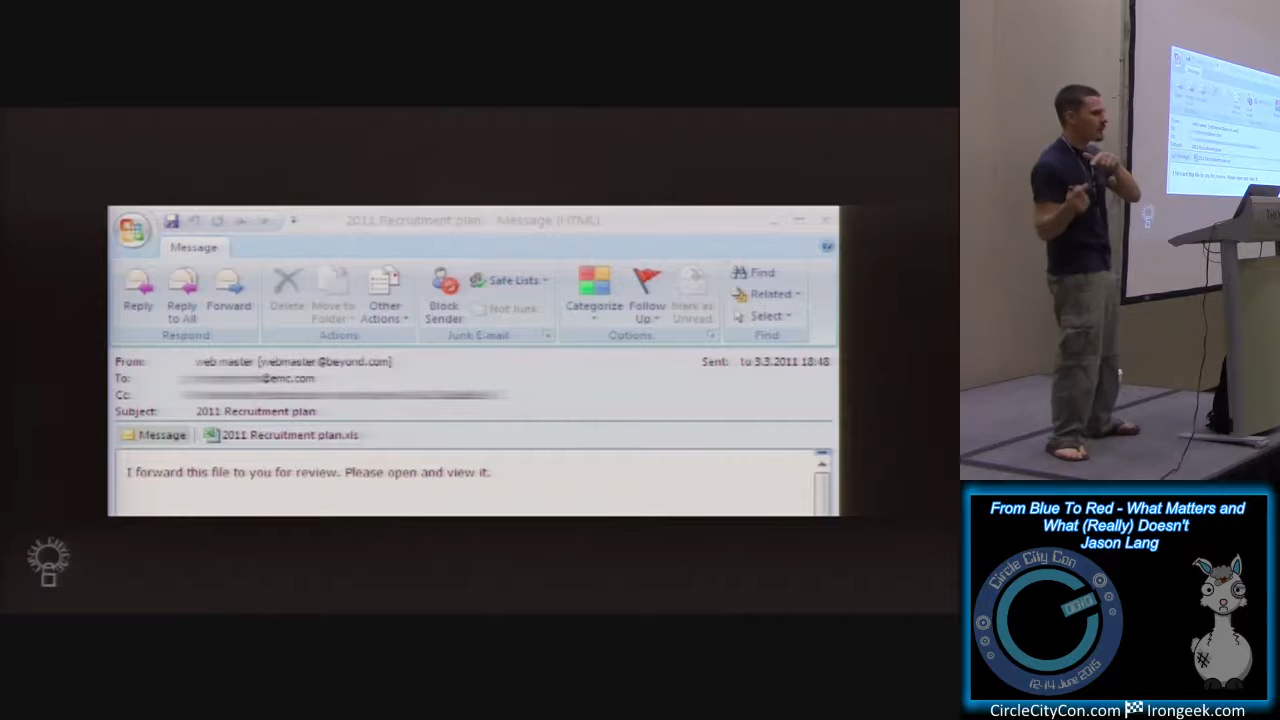 2011 Recruitment plan - Message (HTML)
Message
Reply
Reply to All
Forward
Delete
Move to Folder
Other Actions
Block Sender
Safe Lists
Not Junk
Categorize
Follow Up
Mark as Unread
Find
Related
Select
Respond
Actions
Junk E-mail
Options
Find
From: web master [webmaster@beyond.com]
Sent: to 3.3.2011 18:48
To: @emc.com
Cc:
Subject: 2011 Recruitment plan
Message
2011 Recruitment plan.xls
I forward this file to you for review. Please open and view it.
From Blue To Red - What Matters and
What (Really) Doesn't
Jason Lang
Circle City Con
12-14 June 2015
CircleCityCon.com
Irongeek.com